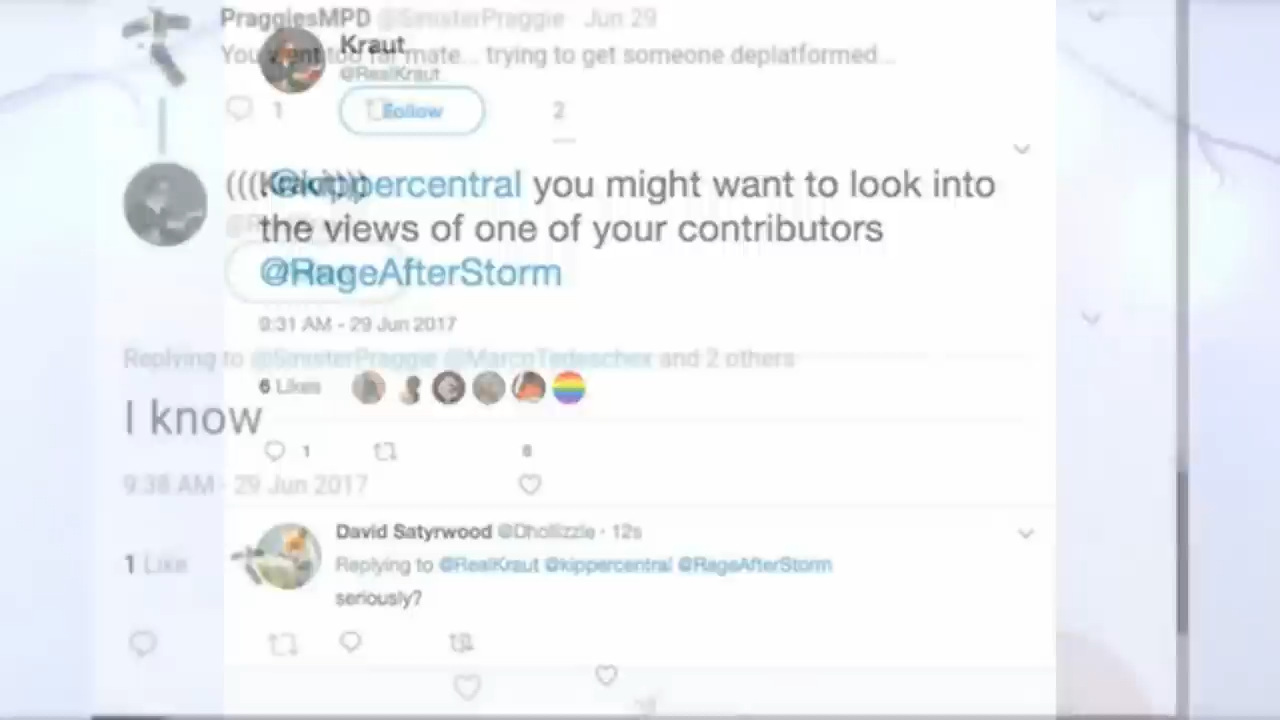 PraggiesMPD @SinisterPraggie · Jun 29
You went too far mate... trying to get someone deplatformed...
Kraut
@RealKraut
1
Follow
2
@kippercentral you might want to look into
the views of one of your contributors
@RageAfterStorm
9:31 AM - 29 Jun 2017
Replying to @SinisterPraggie and 2 others
6 Likes
I know
1
6
9:38 AM - 29 Jun 2017
David Satyrwood @Dhollizzle · 12s
1 Like
Replying to @RealKraut @kippercentral @RageAfterStorm
seriously?